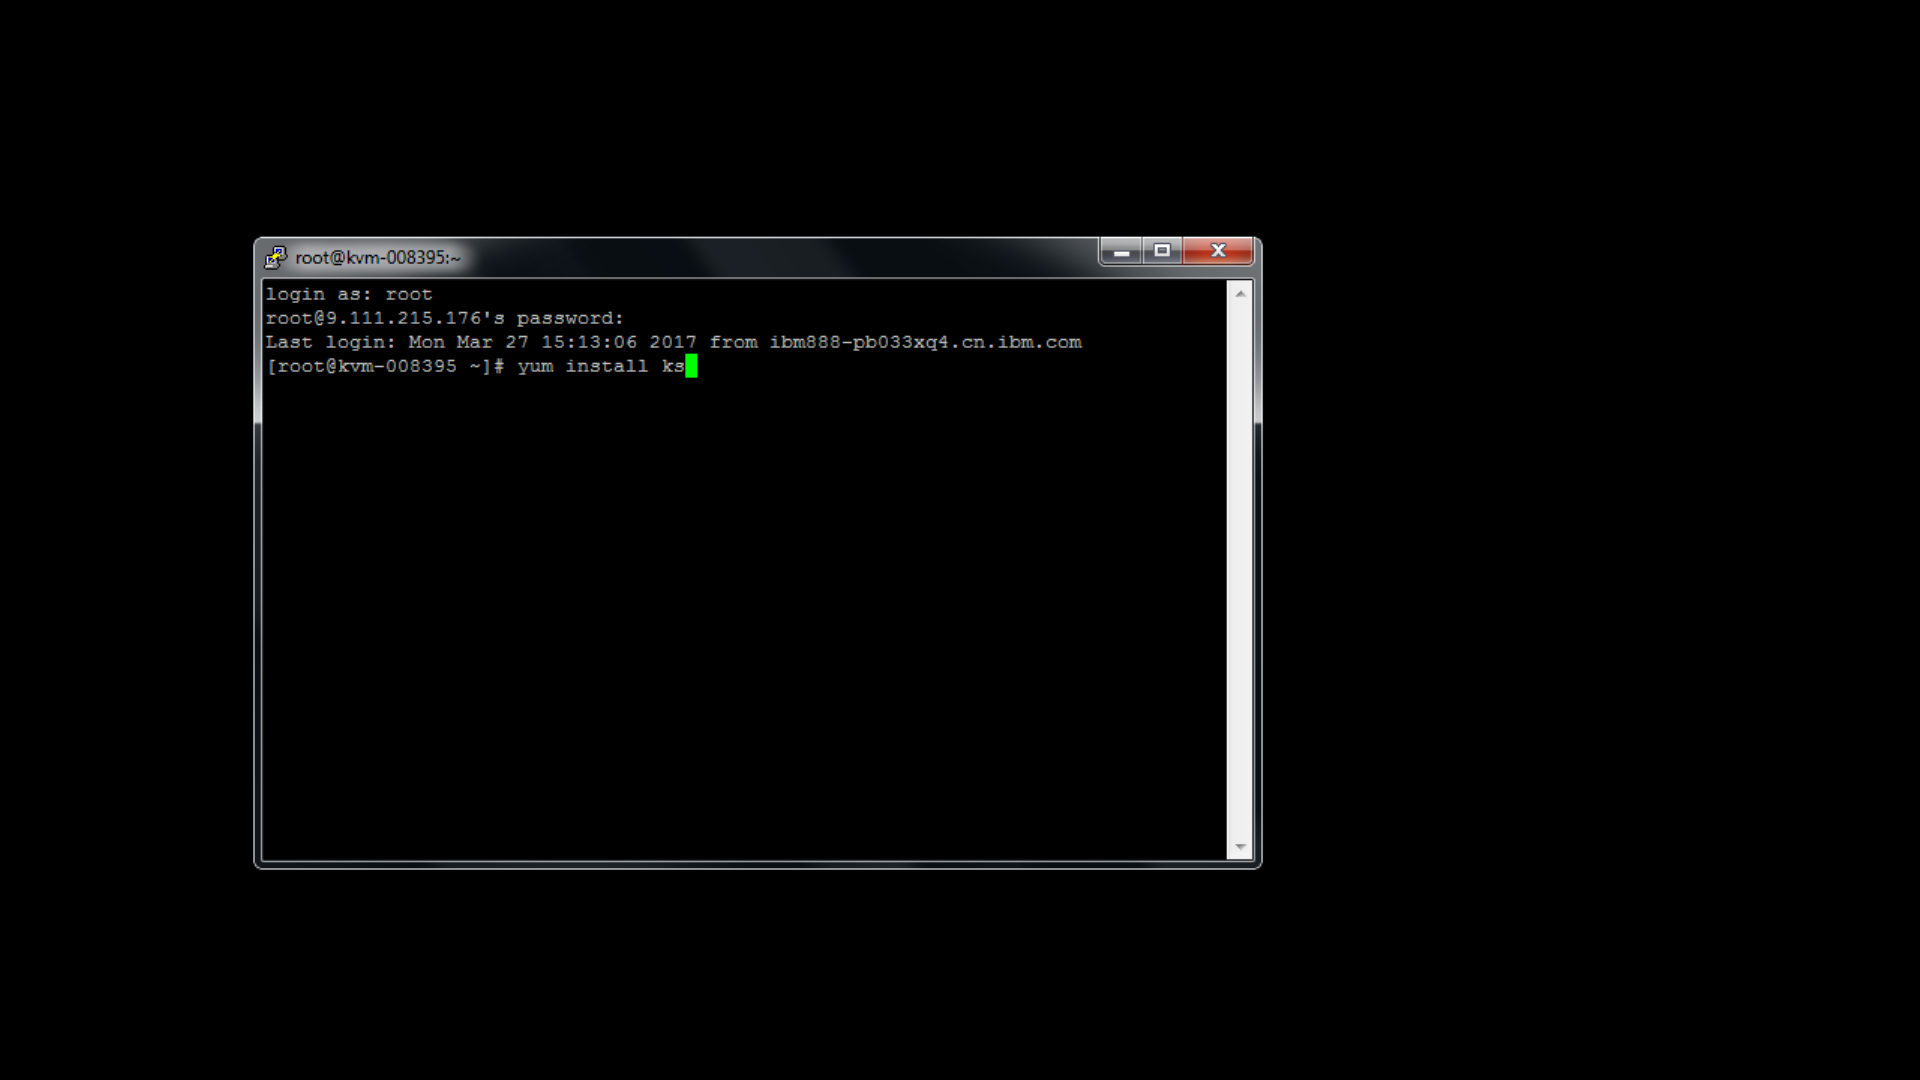 root@kvm-008395:~
login as: root
root@9.111.215.176's password:
Last login: Mon Mar 27 15:13:06 2017 from ibm888-pb033xq4.cn.ibm.com
[root@kvm-008395 ~]# yum install ks